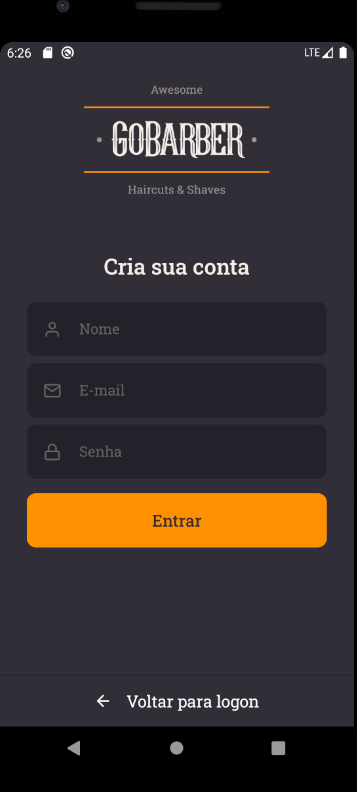 6:26
LTE
Awesome
GOBARBER
Haircuts & Shaves
Cria sua conta
Nome
E-mail
Senha
Entrar
Voltar para logon